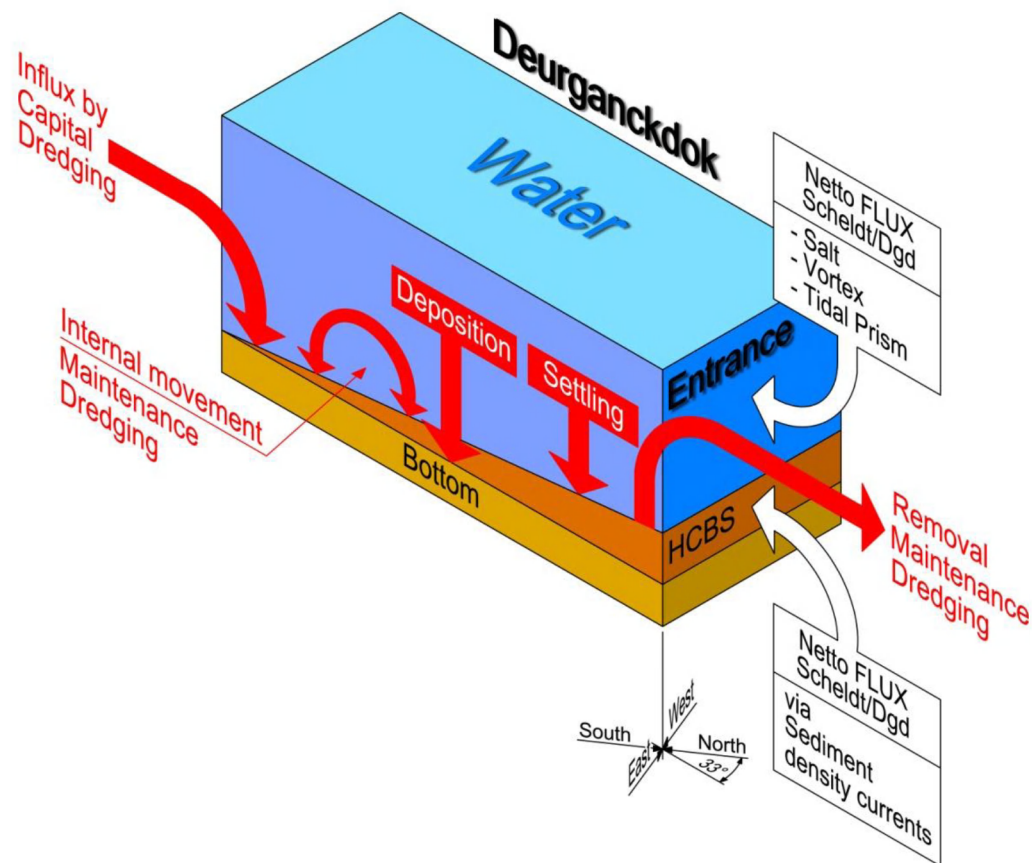 Deurganckdok
Water
Influx by
Capital
Dredging
Netto FLUX
Scheldt/Dgd
- Salt
- Vortex
- Tidal Prism
Deposition
Settling
Entrance
Internal movement
Maintenance
Dredging
Bottom
HCBS
Removal
Maintenance
Dredging
Netto FLUX
Scheldt/Dgd
via
Sediment
density currents
West
South
North
East
33°